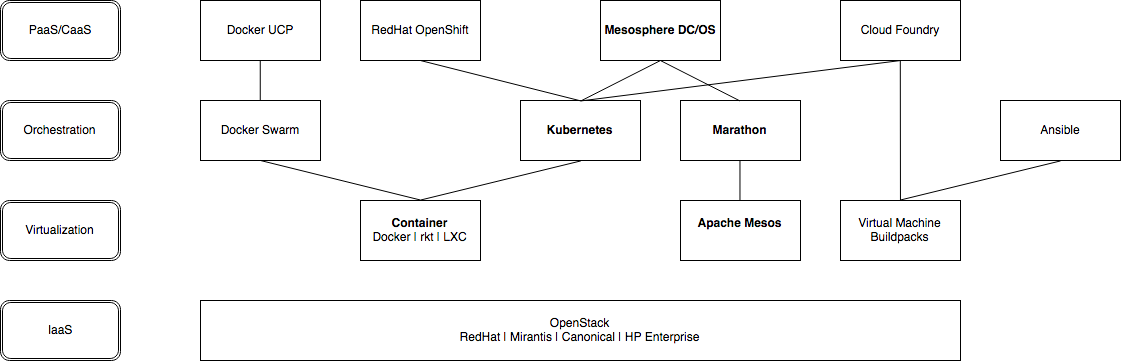 PaaS/CaaS
Docker UCP
RedHat OpenShift
Mesosphere DC/OS
Cloud Foundry
Orchestration
Docker Swarm
Kubernetes
Marathon
Ansible
Virtualization
Container
Docker | rkt | LXC
Apache Mesos
Virtual Machine
Buildpacks
IaaS
OpenStack
RedHat | Mirantis | Canonical | HP Enterprise